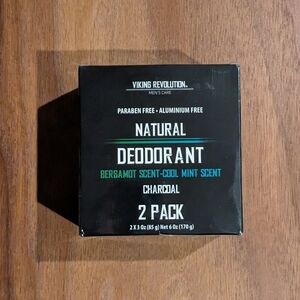 VIKING REVOLUTION.
MEN'S CARE
PARABEN FREE • ALUMINIUM FREE
NATURAL
DEODORANT
BERGAMOT SCENT-COOL MINT SCENT
CHARCOAL
2 PACK
2 X 3 Oz (85 g) Net 6 Oz (170 g)